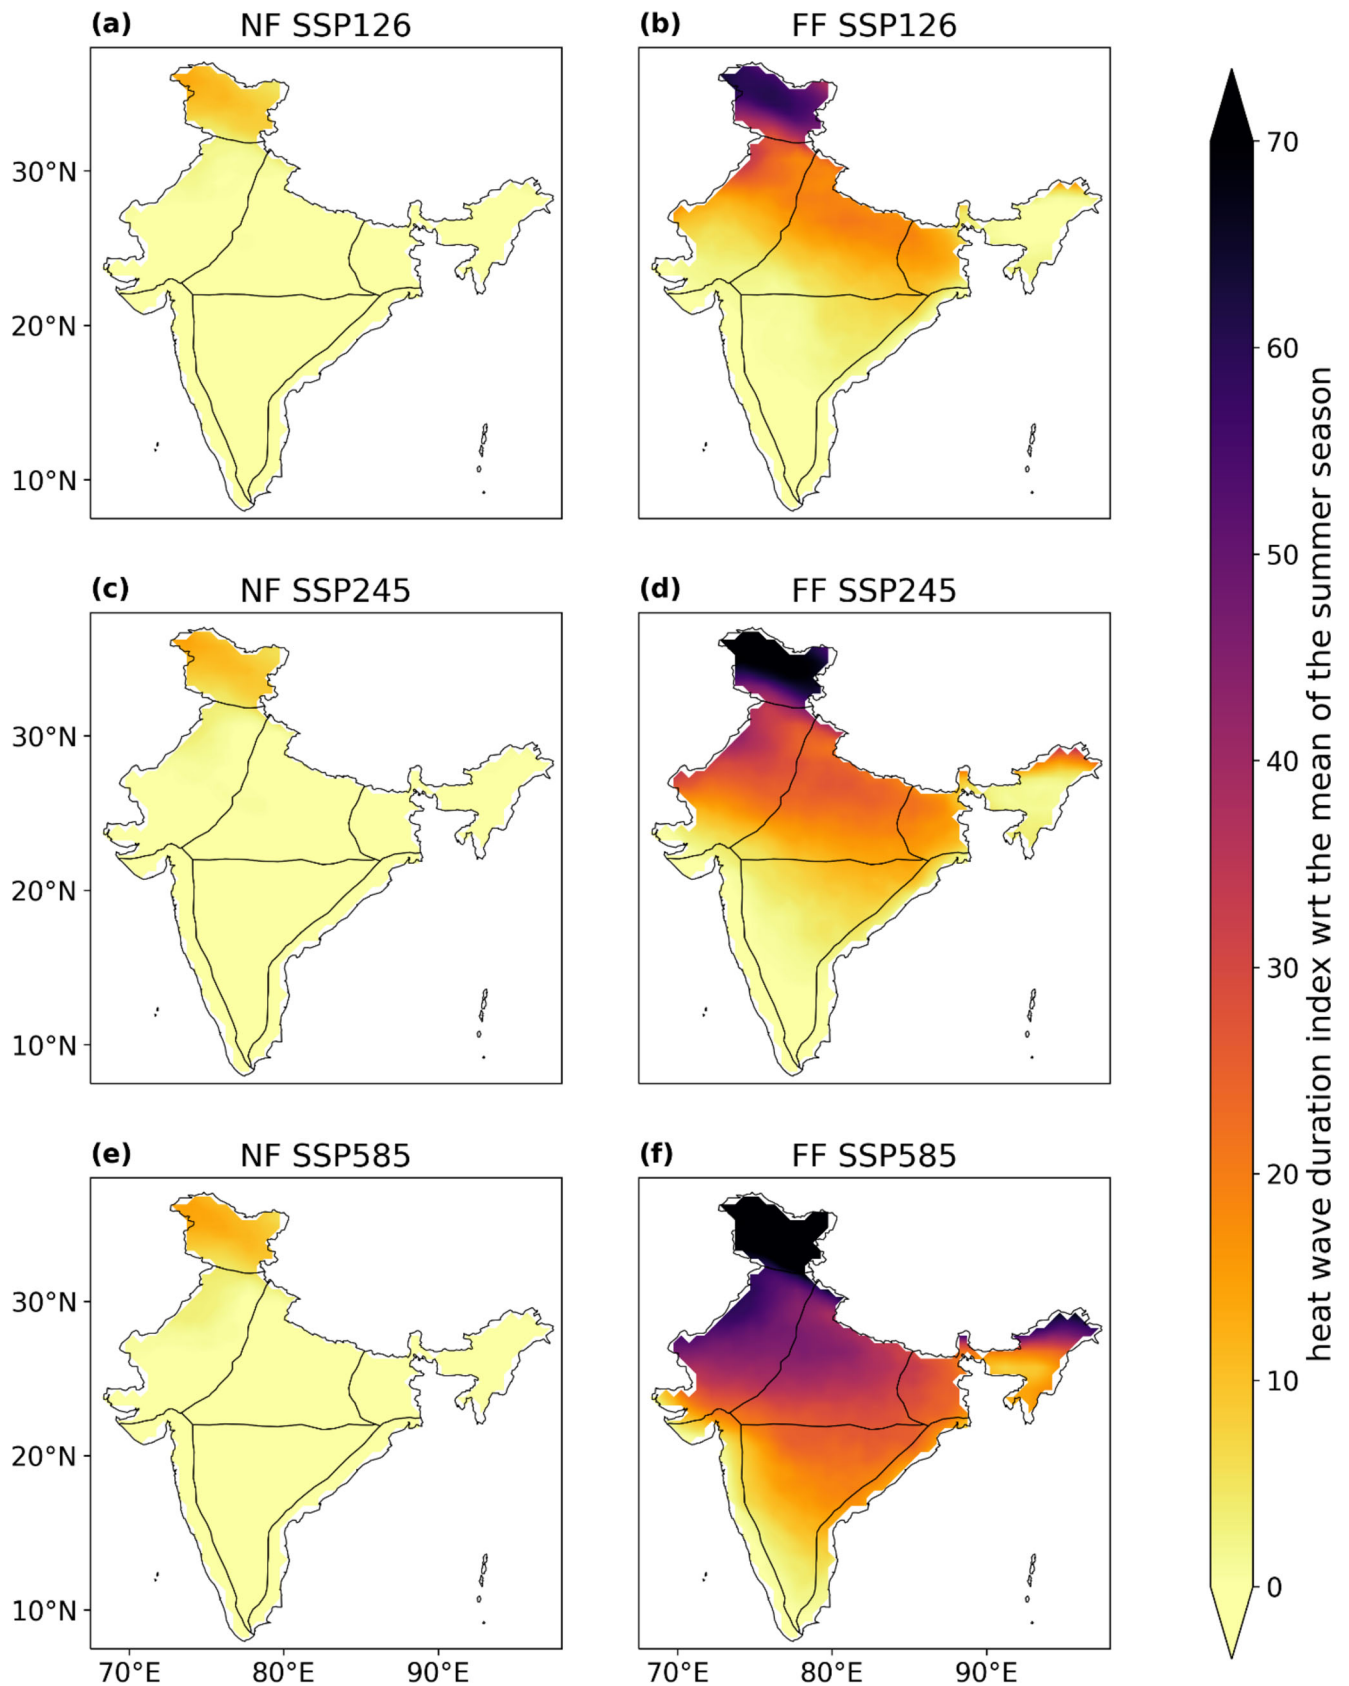 (a) NF SSP126
(b) FF SSP126
30°N
20°N
10°N
(c) NF SSP245
(d) FF SSP245
30°N
20°N
10°N
(e) NF SSP585
(f) FF SSP585
30°N
20°N
10°N
70°E 80°E 90°E
70°E 80°E 90°E
70
60
50
40
30
20
10
0
heat wave duration index wrt the mean of the summer season